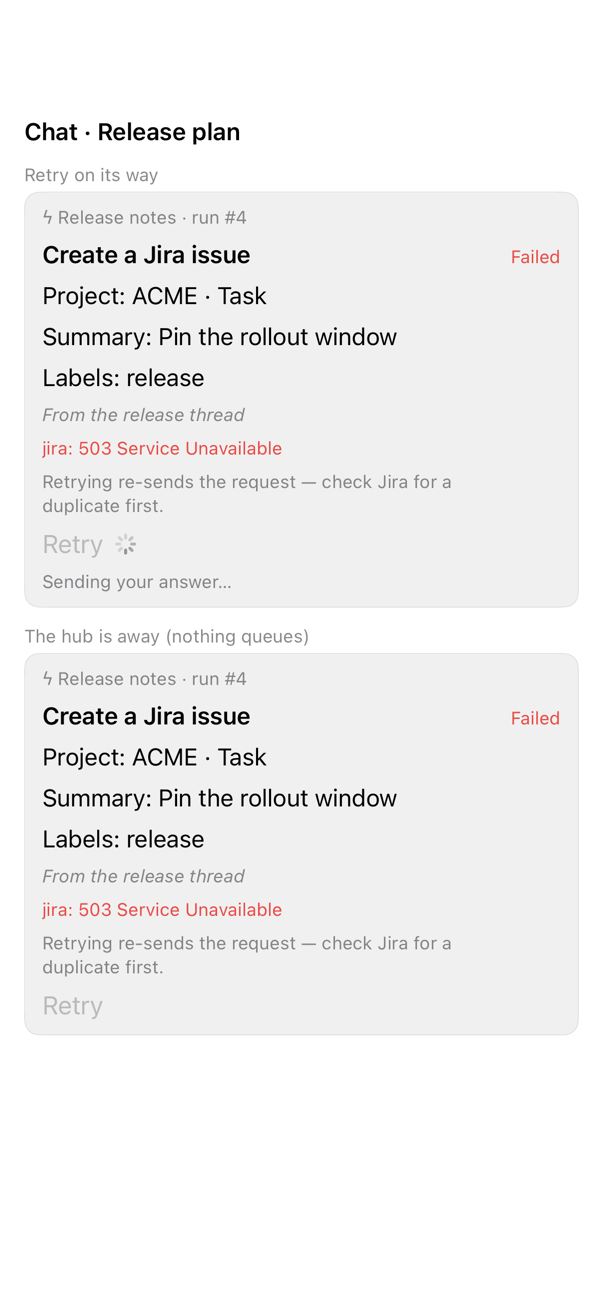 Chat · Release plan
Retry on its way
ϟ Release notes · run #4
Create a Jira issue
Failed
Project: ACME · Task
Summary: Pin the rollout window
Labels: release
From the release thread
jira: 503 Service Unavailable
Retrying re-sends the request — check Jira for a
duplicate first.
Retry
Sending your answer…
The hub is away (nothing queues)
ϟ Release notes · run #4
Create a Jira issue
Failed
Project: ACME · Task
Summary: Pin the rollout window
Labels: release
From the release thread
jira: 503 Service Unavailable
Retrying re-sends the request — check Jira for a
duplicate first.
Retry